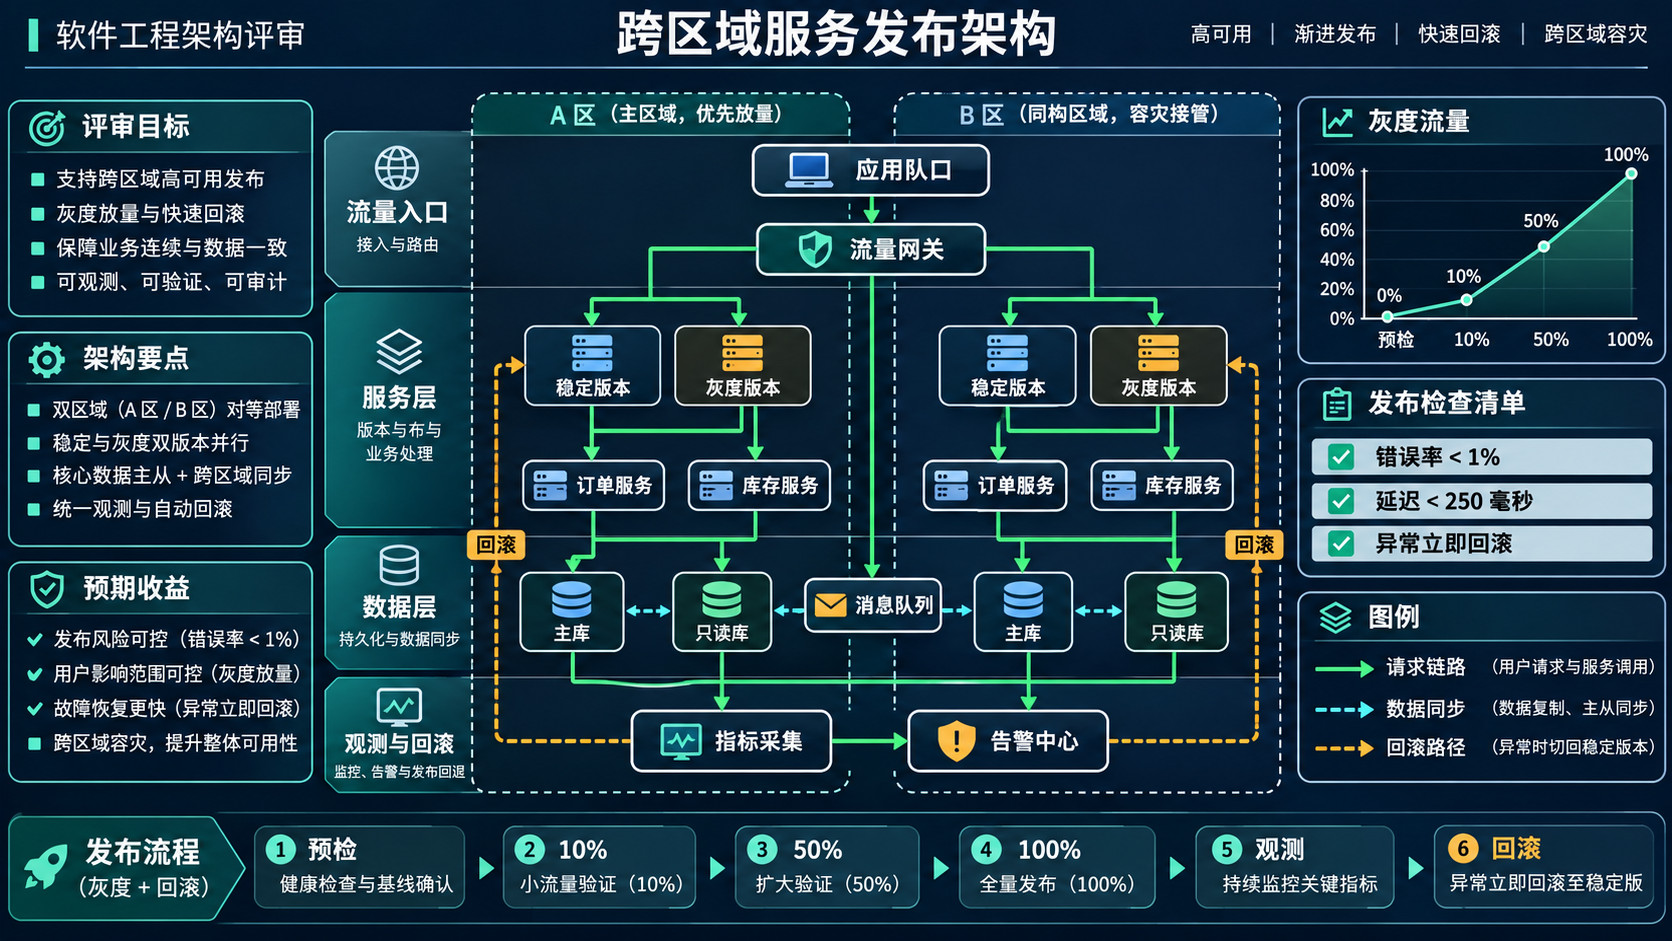 软件工程架构评审
跨区域服务发布架构
高可用 | 渐进发布 | 快速回滚 | 跨区域容灾
评审目标
支持跨区域高可用发布
灰度放量与快速回滚
保障业务连续与数据一致
可观测、可验证、可审计
架构要点
双区域（A 区 / B 区）对等部署
稳定与灰度双版本并行
核心数据主从 + 跨区域同步
统一观测与自动回滚
预期收益
发布风险可控（错误率 < 1%）
用户影响范围可控（灰度放量）
故障恢复更快（异常立即回滚）
跨区域容灾，提升整体可用性
流量入口
接入与路由
服务层
版本与布与
业务处理
数据层
持久化与数据同步
观测与回滚
监控、告警与发布回
A 区（主区域，优先放量）
B 区（同构区域，容灾接管）
应用队口
流量网关
稳定版本
灰度版本
稳定版本
灰度版本
订单服务
库存服务
订单服务
库存服务
回滚
回滚
主库
只读库
消息队列
主库
只读库
指标采集
告警中心
灰度流量
100%
80%
60%
40%
20%
0%
0%
10%
50%
100%
预检
10%
50%
100%
发布检查清单
错误率 < 1%
延迟 < 250 毫秒
异常立即回滚
图例
请求链路 （用户请求与服务调用）
数据同步 （数据复制、主从同步）
回滚路径 （异常时切回稳定版本）
发布流程
（灰度 + 回滚）
1 预检
健康检查与基线确认
2 10%
小流量验证（10%）
3 50%
扩大验证（50%）
4 100%
全量发布（100%）
5 观测
持续监控关键指标
6 回滚
异常立即回滚至稳定版